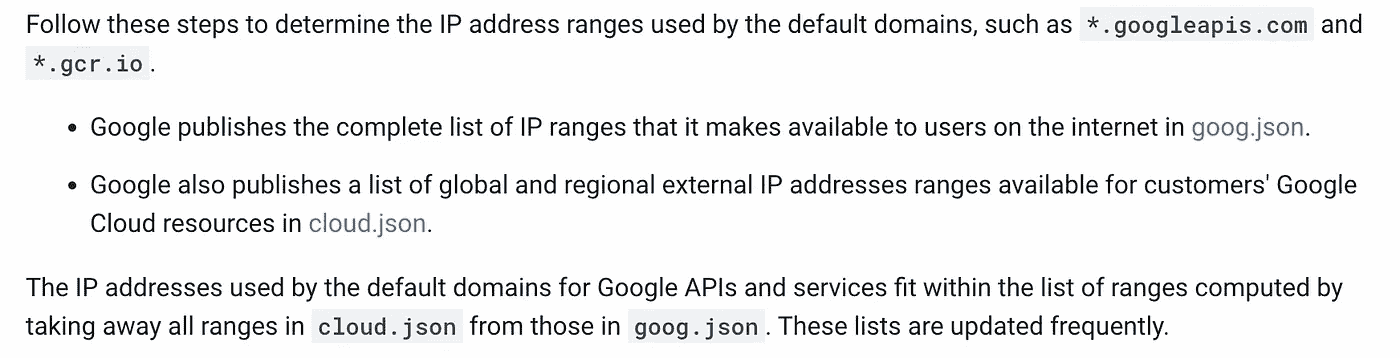 Follow these steps to determine the IP address ranges used by the default domains, such as *.googleapis.com and
*.gcr.io.
• Google publishes the complete list of IP ranges that it makes available to users on the internet in goog.json.
• Google also publishes a list of global and regional external IP addresses ranges available for customers' Google
Cloud resources in cloud.json.
The IP addresses used by the default domains for Google APIs and services fit within the list of ranges computed by
taking away all ranges in cloud.json from those in goog.json. These lists are updated frequently.